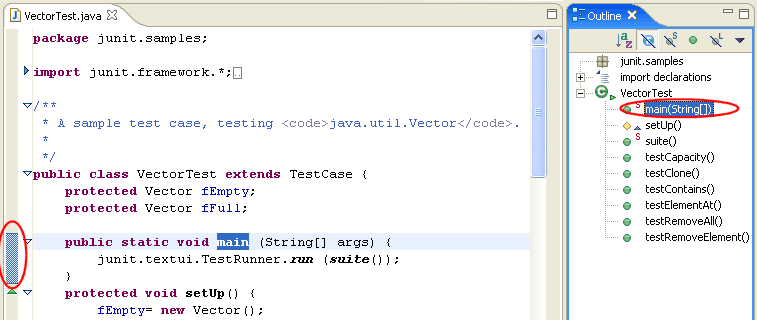 VectorTest.java
package junit.samples;
import junit.framework.*;
/**
* A sample test case, testing <code>java.util.Vector</code>.
*
*/
public class VectorTest extends TestCase {
protected Vector fEmpty;
protected Vector fFull;
public static void main (String[] args) {
junit.textui.TestRunner.run (suite());
}
protected void setUp() {
fEmpty= new Vector();
Outline
junit.samples
import declarations
VectorTest
main(String[])
setUp()
suite()
testCapacity()
testClone()
testContains()
testElementAt()
testRemoveAll()
testRemoveElement()